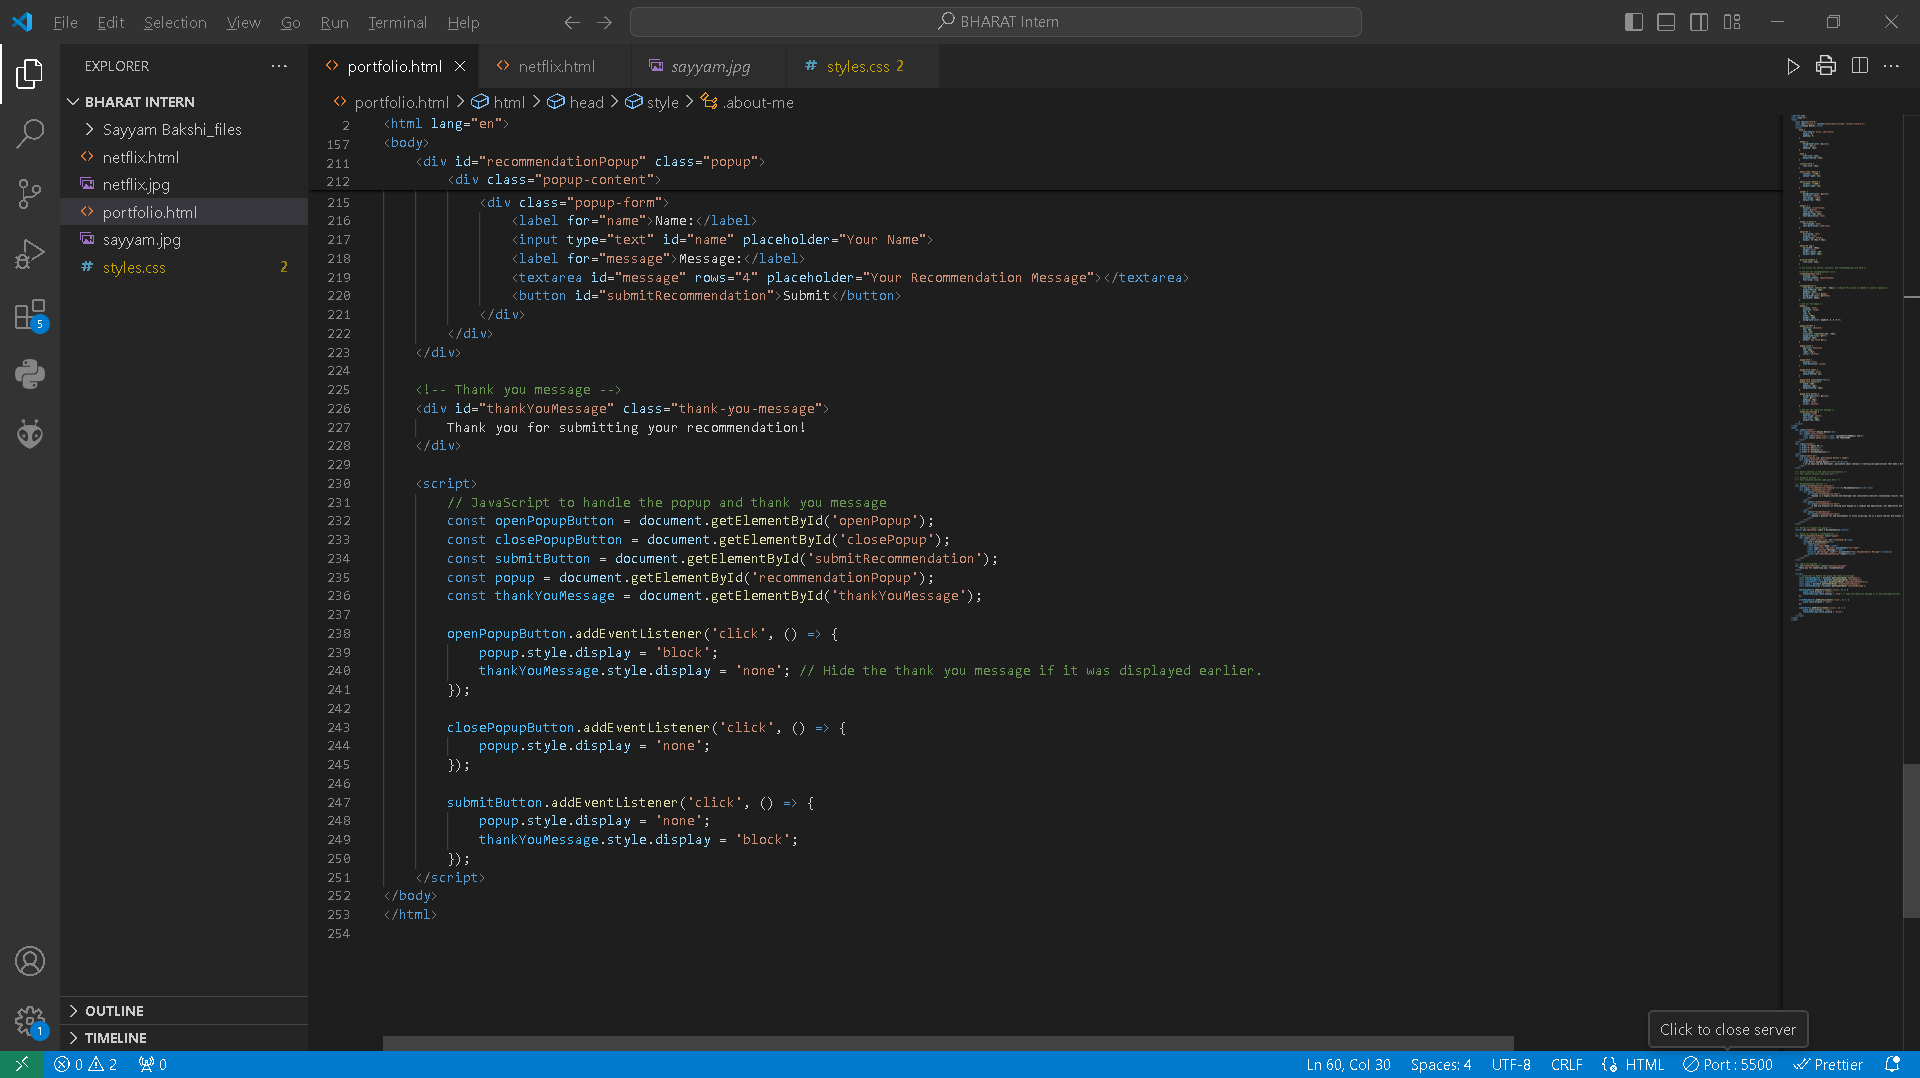 File Edit Selection View Go Run Terminal Help
BHARAT Intern
EXPLORER
BHARAT INTERN
Sayyam Bakshi_files
netflix.html
netflix.jpg
portfolio.html
sayyam.jpg
styles.css 2
5
OUTLINE
TIMELINE
1
portfolio.html netflix.html sayyam.jpg styles.css 2
portfolio.html > html > head > style > .about-me
2 <html lang="en">
157 <body>
211 <div id="recommendationPopup" class="popup">
212 <div class="popup-content">
215 <div class="popup-form">
216 <label for="name">Name:</label>
217 <input type="text" id="name" placeholder="Your Name">
218 <label for="message">Message:</label>
219 <textarea id="message" rows="4" placeholder="Your Recommendation Message"></textarea>
220 <button id="submitRecommendation">Submit</button>
221 </div>
222 </div>
223 </div>
224
225 <!-- Thank you message -->
226 <div id="thankYouMessage" class="thank-you-message">
227 Thank you for submitting your recommendation!
228 </div>
229
230 <script>
231 // JavaScript to handle the popup and thank you message
232 const openPopupButton = document.getElementById('openPopup');
233 const closePopupButton = document.getElementById('closePopup');
234 const submitButton = document.getElementById('submitRecommendation');
235 const popup = document.getElementById('recommendationPopup');
236 const thankYouMessage = document.getElementById('thankYouMessage');
237
238 openPopupButton.addEventListener('click', () => {
239 popup.style.display = 'block';
240 thankYouMessage.style.display = 'none'; // Hide the thank you message if it was displayed earlier.
241 });
242
243 closePopupButton.addEventListener('click', () => {
244 popup.style.display = 'none';
245 });
246
247 submitButton.addEventListener('click', () => {
248 popup.style.display = 'none';
249 thankYouMessage.style.display = 'block';
250 });
251 </script>
252 </body>
253 </html>
254
Click to close server
0 2 0 Ln 60, Col 30 Spaces: 4 UTF-8 CRLF HTML Port : 5500 Prettier